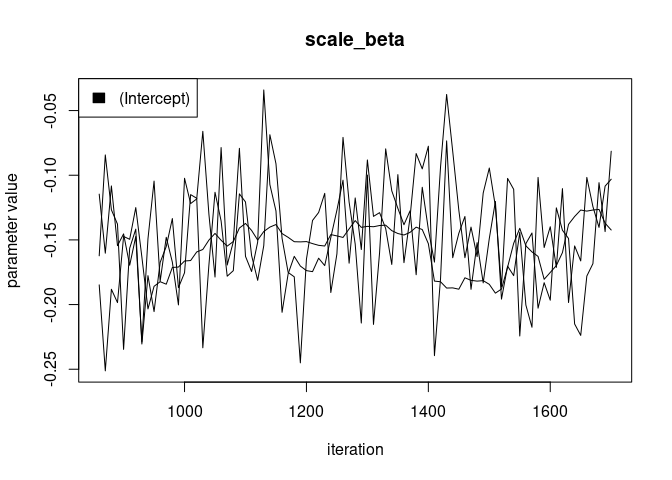 scale_beta
(Intercept)
parameter value
-0.05
-0.10
-0.15
-0.20
-0.25
1000 1200 1400 1600
iteration